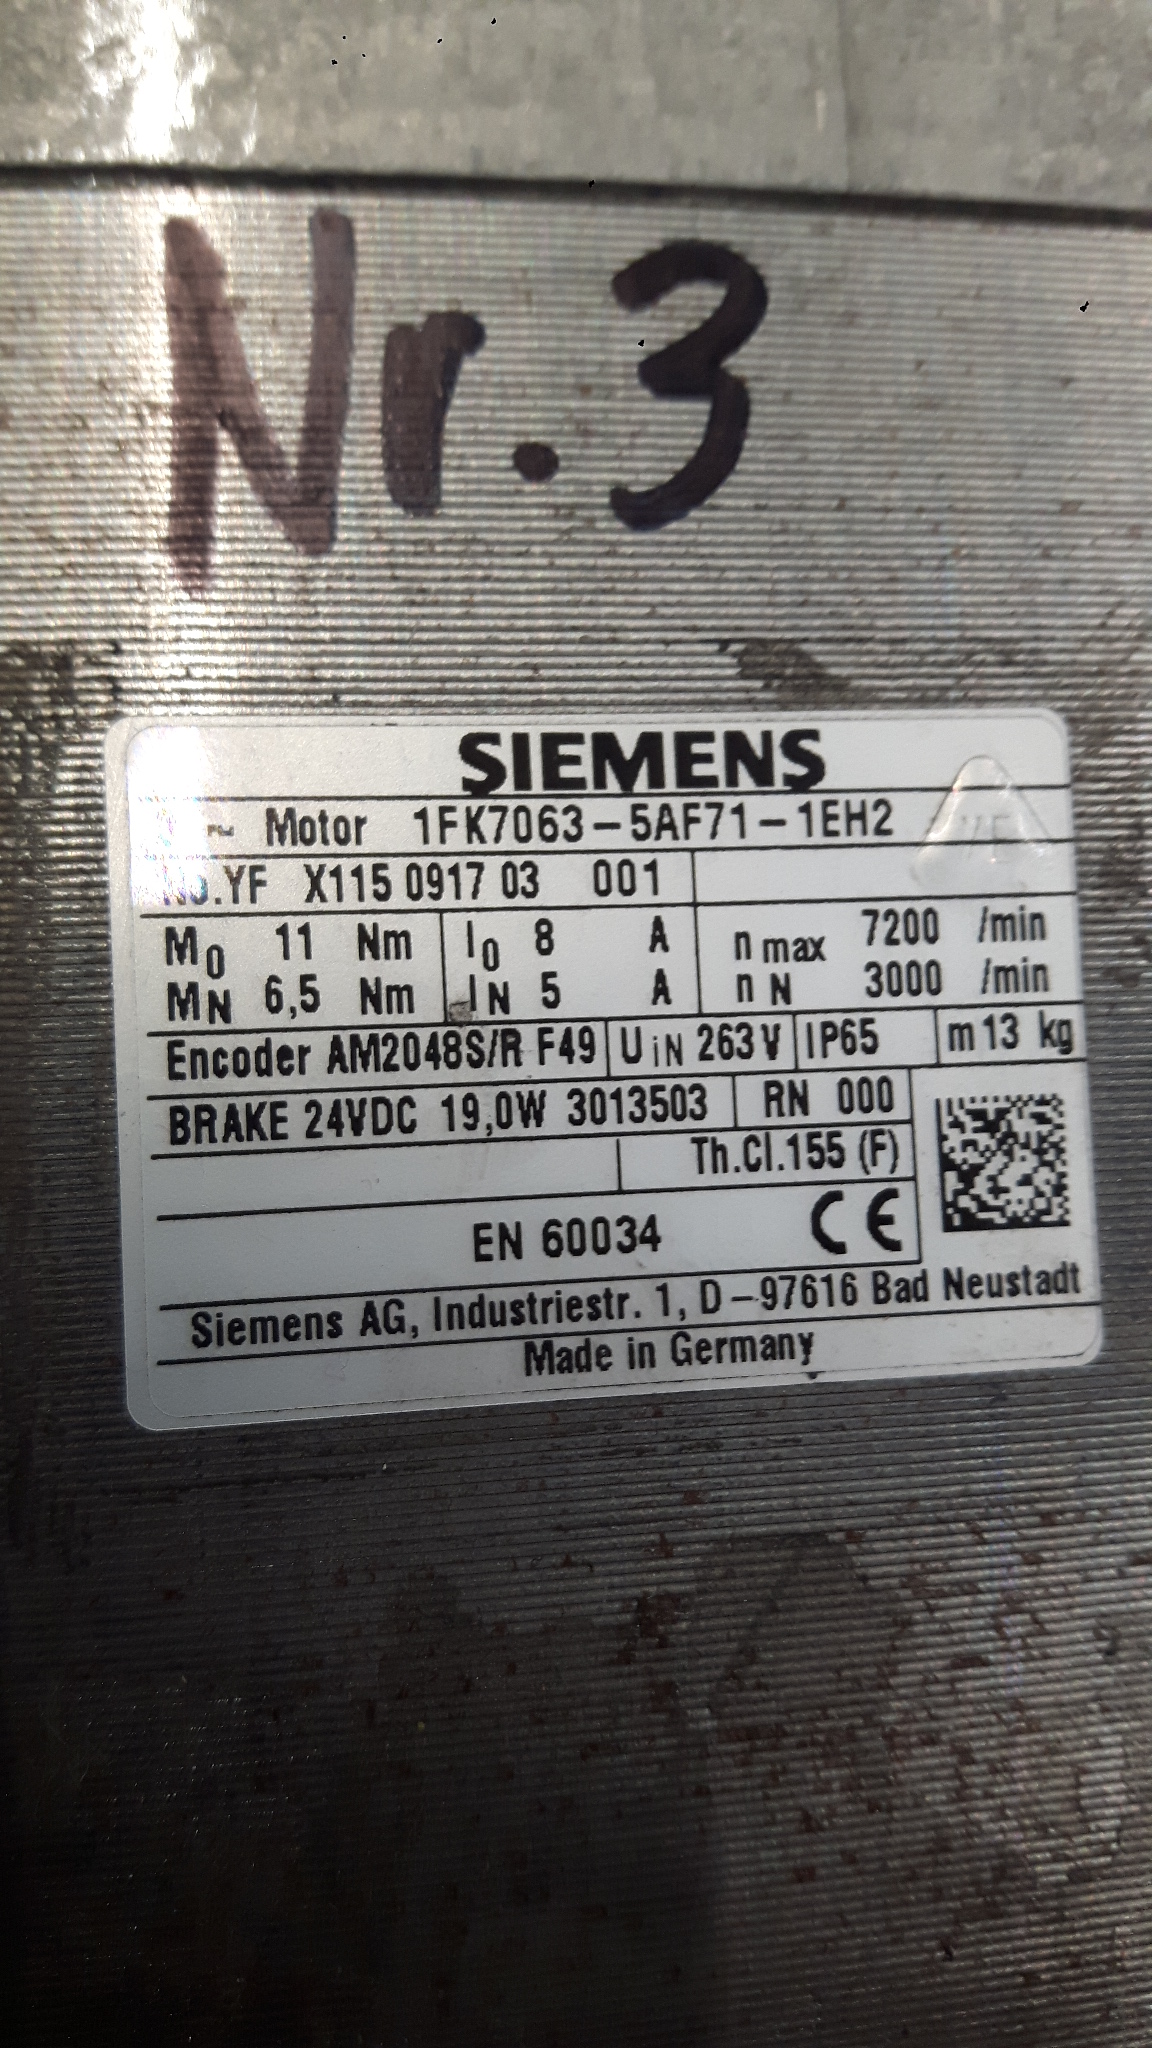 Nr.3
SIEMENS
~ Motor 1FK7063-5AF71-1EH2
No.YF X115 0917 03 001
M0 11 Nm I0 8 A n max 7200 /min
MN 6,5 Nm IN 5 A n N 3000 /min
Encoder AM2048S/R F49 UiN 263 V IP65 m 13 kg
BRAKE 24VDC 19,0W 3013503 RN 000
Th.Cl.155 (F)
EN 60034 CE
Siemens AG, Industriestr. 1, D-97616 Bad Neustadt
Made in Germany